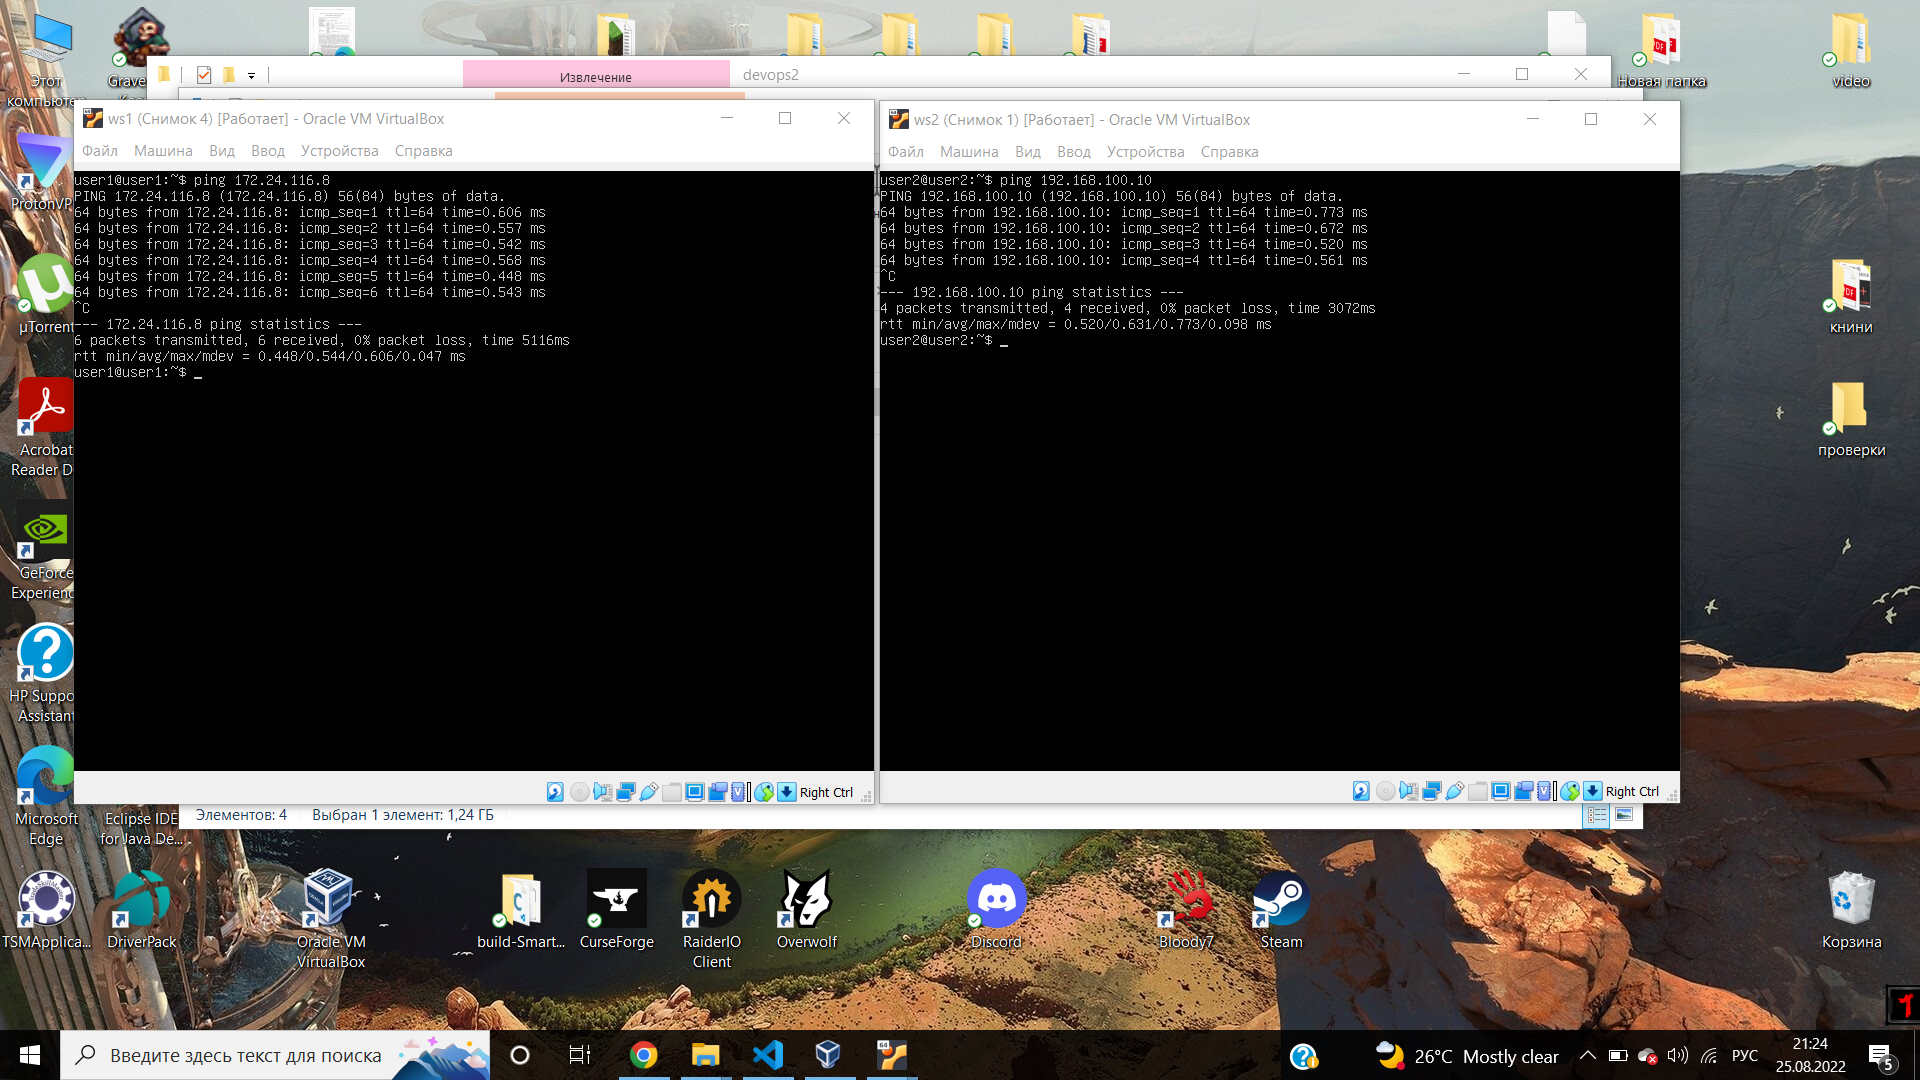 Этот
компьюте
Grave
Извлечение
devops2
Новая папка
video
ws1 (Снимок 4) [Работает] - Oracle VM VirtualBox
Файл Машина Вид Ввод Устройства Справка
user1@user1:~$ ping 172.24.116.8
PING 172.24.116.8 (172.24.116.8) 56(84) bytes of data.
64 bytes from 172.24.116.8: icmp_seq=1 ttl=64 time=0.606 ms
64 bytes from 172.24.116.8: icmp_seq=2 ttl=64 time=0.557 ms
64 bytes from 172.24.116.8: icmp_seq=3 ttl=64 time=0.542 ms
64 bytes from 172.24.116.8: icmp_seq=4 ttl=64 time=0.568 ms
64 bytes from 172.24.116.8: icmp_seq=5 ttl=64 time=0.448 ms
64 bytes from 172.24.116.8: icmp_seq=6 ttl=64 time=0.543 ms
^C
--- 172.24.116.8 ping statistics ---
6 packets transmitted, 6 received, 0% packet loss, time 5116ms
rtt min/avg/max/mdev = 0.448/0.544/0.606/0.047 ms
user1@user1:~$ _
Right Ctrl
ws2 (Снимок 1) [Работает] - Oracle VM VirtualBox
Файл Машина Вид Ввод Устройства Справка
user2@user2:~$ ping 192.168.100.10
PING 192.168.100.10 (192.168.100.10) 56(84) bytes of data.
64 bytes from 192.168.100.10: icmp_seq=1 ttl=64 time=0.773 ms
64 bytes from 192.168.100.10: icmp_seq=2 ttl=64 time=0.672 ms
64 bytes from 192.168.100.10: icmp_seq=3 ttl=64 time=0.520 ms
64 bytes from 192.168.100.10: icmp_seq=4 ttl=64 time=0.561 ms
^C
--- 192.168.100.10 ping statistics ---
4 packets transmitted, 4 received, 0% packet loss, time 3072ms
rtt min/avg/max/mdev = 0.520/0.631/0.773/0.098 ms
user2@user2:~$ _
Right Ctrl
ProtonVP
µTorrent
Acrobat
Reader D
GeForce
Experienc
HP Suppo
Assistant
Microsoft
Edge
Eclipse IDE
for Java De...
книни
проверки
Элементов: 4 Выбран 1 элемент: 1,24 ГБ
TSMApplica...
DriverPack
Oracle VM
VirtualBox
build-Smart...
CurseForge
RaiderIO
Client
Overwolf
Discord
Bloody7
Steam
Корзина
Введите здесь текст для поиска
26°C Mostly clear
РУС
21:24
25.08.2022
5